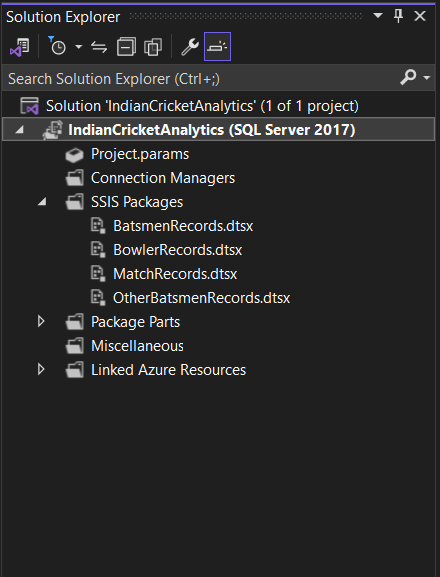 Solution Explorer
Search Solution Explorer (Ctrl+;)
Solution 'IndianCricketAnalytics' (1 of 1 project)
IndianCricketAnalytics (SQL Server 2017)
Project.params
Connection Managers
SSIS Packages
BatsmenRecords.dtsx
BowlerRecords.dtsx
MatchRecords.dtsx
OtherBatsmenRecords.dtsx
Package Parts
Miscellaneous
Linked Azure Resources